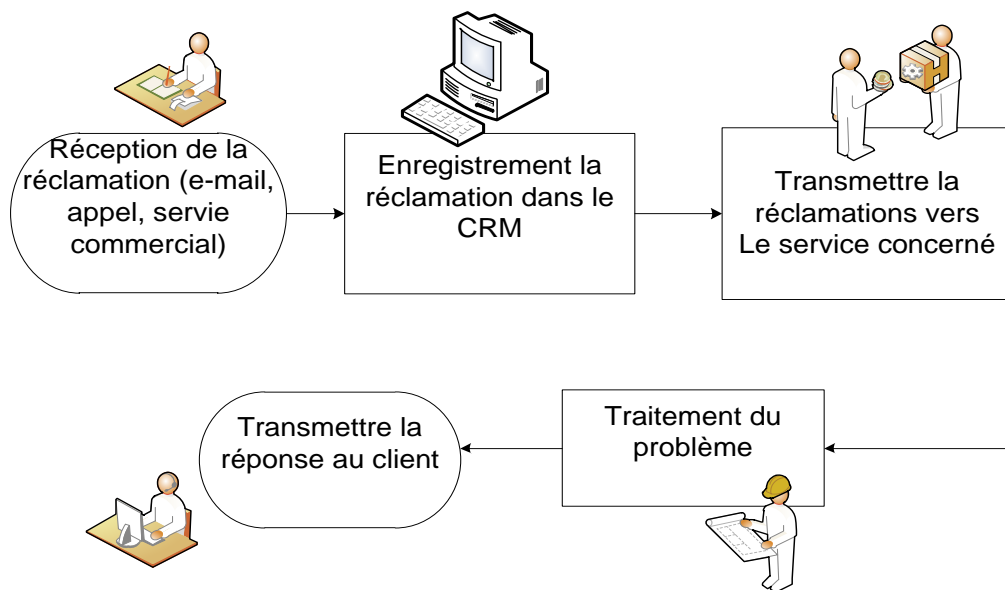 Réception de la
réclamation (e-mail,
appel, servie
commercial)
Enregistrement la
réclamation dans le
CRM
Transmettre la
réclamations vers
Le service concerné
Traitement du
problème
Transmettre la
réponse au client